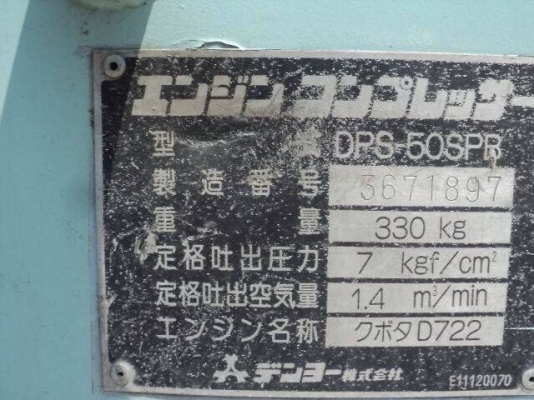 エンジン コンプレッサー
型 式 DPS-50SPB
製造番号 3671897
重 量 330 kg
定格吐出圧力 7 kgf/cm²
定格吐出空気量 1.4 m³/min
エンジン名称 クボタD722
デンヨー株式会社
E11120070